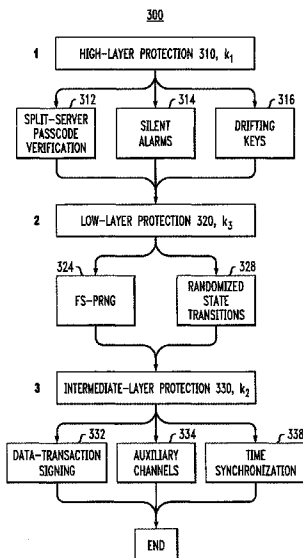 300
1 HIGH-LAYER PROTECTION 310, k1
312
SPLIT-SERVER
PASSCODE
VERIFICATION
314
SILENT
ALARMS
316
DRIFTING
KEYS
2 LOW-LAYER PROTECTION 320, k3
324
FS-PRNG
328
RANDOMIZED
STATE
TRANSITIONS
3 INTERMEDIATE-LAYER PROTECTION 330, k2
332
DATA-TRANSACTION
SIGNING
334
AUXILIARY
CHANNELS
338
TIME
SYNCHRONIZATION
END